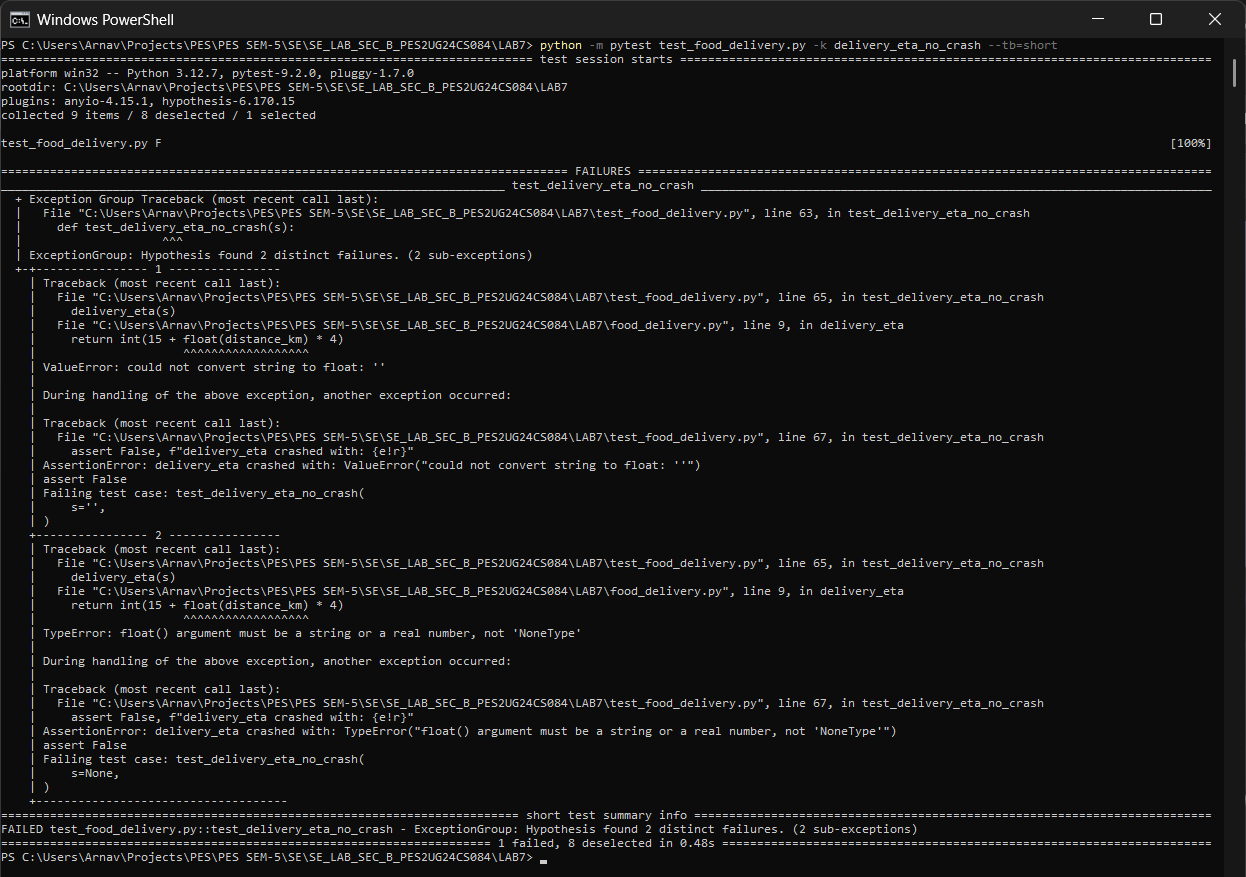 Windows PowerShell
PS C:\Users\Arnav\Projects\PES\PES SEM-5\SE\SE_LAB_SEC_B_PES2UG24CS084\LAB7> python -m pytest test_food_delivery.py -k delivery_eta_no_crash --tb=short
============================================================================ test session starts ============================================================================
platform win32 -- Python 3.12.7, pytest-9.2.0, pluggy-1.7.0
rootdir: C:\Users\Arnav\Projects\PES\PES SEM-5\SE\SE_LAB_SEC_B_PES2UG24CS084\LAB7
plugins: anyio-4.15.1, hypothesis-6.170.15
collected 9 items / 8 deselected / 1 selected

test_food_delivery.py F [100%]

================================================================================= FAILURES ==================================================================================
________________________________________________________________________ test_delivery_eta_no_crash _________________________________________________________________________
  + Exception Group Traceback (most recent call last):
  |   File "C:\Users\Arnav\Projects\PES\PES SEM-5\SE\SE_LAB_SEC_B_PES2UG24CS084\LAB7\test_food_delivery.py", line 63, in test_delivery_eta_no_crash
  |     def test_delivery_eta_no_crash(s):
  |                    ^^^
  | ExceptionGroup: Hypothesis found 2 distinct failures. (2 sub-exceptions)
  +-+---------------- 1 ----------------
    | Traceback (most recent call last):
    |   File "C:\Users\Arnav\Projects\PES\PES SEM-5\SE\SE_LAB_SEC_B_PES2UG24CS084\LAB7\test_food_delivery.py", line 65, in test_delivery_eta_no_crash
    |     delivery_eta(s)
    |   File "C:\Users\Arnav\Projects\PES\PES SEM-5\SE\SE_LAB_SEC_B_PES2UG24CS084\LAB7\food_delivery.py", line 9, in delivery_eta
    |     return int(15 + float(distance_km) * 4)
    |                     ^^^^^^^^^^^^^^^^^^
    | ValueError: could not convert string to float: ''
    |
    | During handling of the above exception, another exception occurred:
    |
    | Traceback (most recent call last):
    |   File "C:\Users\Arnav\Projects\PES\PES SEM-5\SE\SE_LAB_SEC_B_PES2UG24CS084\LAB7\test_food_delivery.py", line 67, in test_delivery_eta_no_crash
    |     assert False, f"delivery_eta crashed with: {e!r}"
    | AssertionError: delivery_eta crashed with: ValueError("could not convert string to float: ''")
    | assert False
    | Failing test case: test_delivery_eta_no_crash(
    |     s='',
    | )
    +---------------- 2 ----------------
    | Traceback (most recent call last):
    |   File "C:\Users\Arnav\Projects\PES\PES SEM-5\SE\SE_LAB_SEC_B_PES2UG24CS084\LAB7\test_food_delivery.py", line 65, in test_delivery_eta_no_crash
    |     delivery_eta(s)
    |   File "C:\Users\Arnav\Projects\PES\PES SEM-5\SE\SE_LAB_SEC_B_PES2UG24CS084\LAB7\food_delivery.py", line 9, in delivery_eta
    |     return int(15 + float(distance_km) * 4)
    |                     ^^^^^^^^^^^^^^^^^^
    | TypeError: float() argument must be a string or a real number, not 'NoneType'
    |
    | During handling of the above exception, another exception occurred:
    |
    | Traceback (most recent call last):
    |   File "C:\Users\Arnav\Projects\PES\PES SEM-5\SE\SE_LAB_SEC_B_PES2UG24CS084\LAB7\test_food_delivery.py", line 67, in test_delivery_eta_no_crash
    |     assert False, f"delivery_eta crashed with: {e!r}"
    | AssertionError: delivery_eta crashed with: TypeError("float() argument must be a string or a real number, not 'NoneType'")
    | assert False
    | Failing test case: test_delivery_eta_no_crash(
    |     s=None,
    | )
    +------------------------------------
========================================================================== short test summary info ==========================================================================
FAILED test_food_delivery.py::test_delivery_eta_no_crash - ExceptionGroup: Hypothesis found 2 distinct failures. (2 sub-exceptions)
====================================================================== 1 failed, 8 deselected in 0.48s ======================================================================
PS C:\Users\Arnav\Projects\PES\PES SEM-5\SE\SE_LAB_SEC_B_PES2UG24CS084\LAB7>